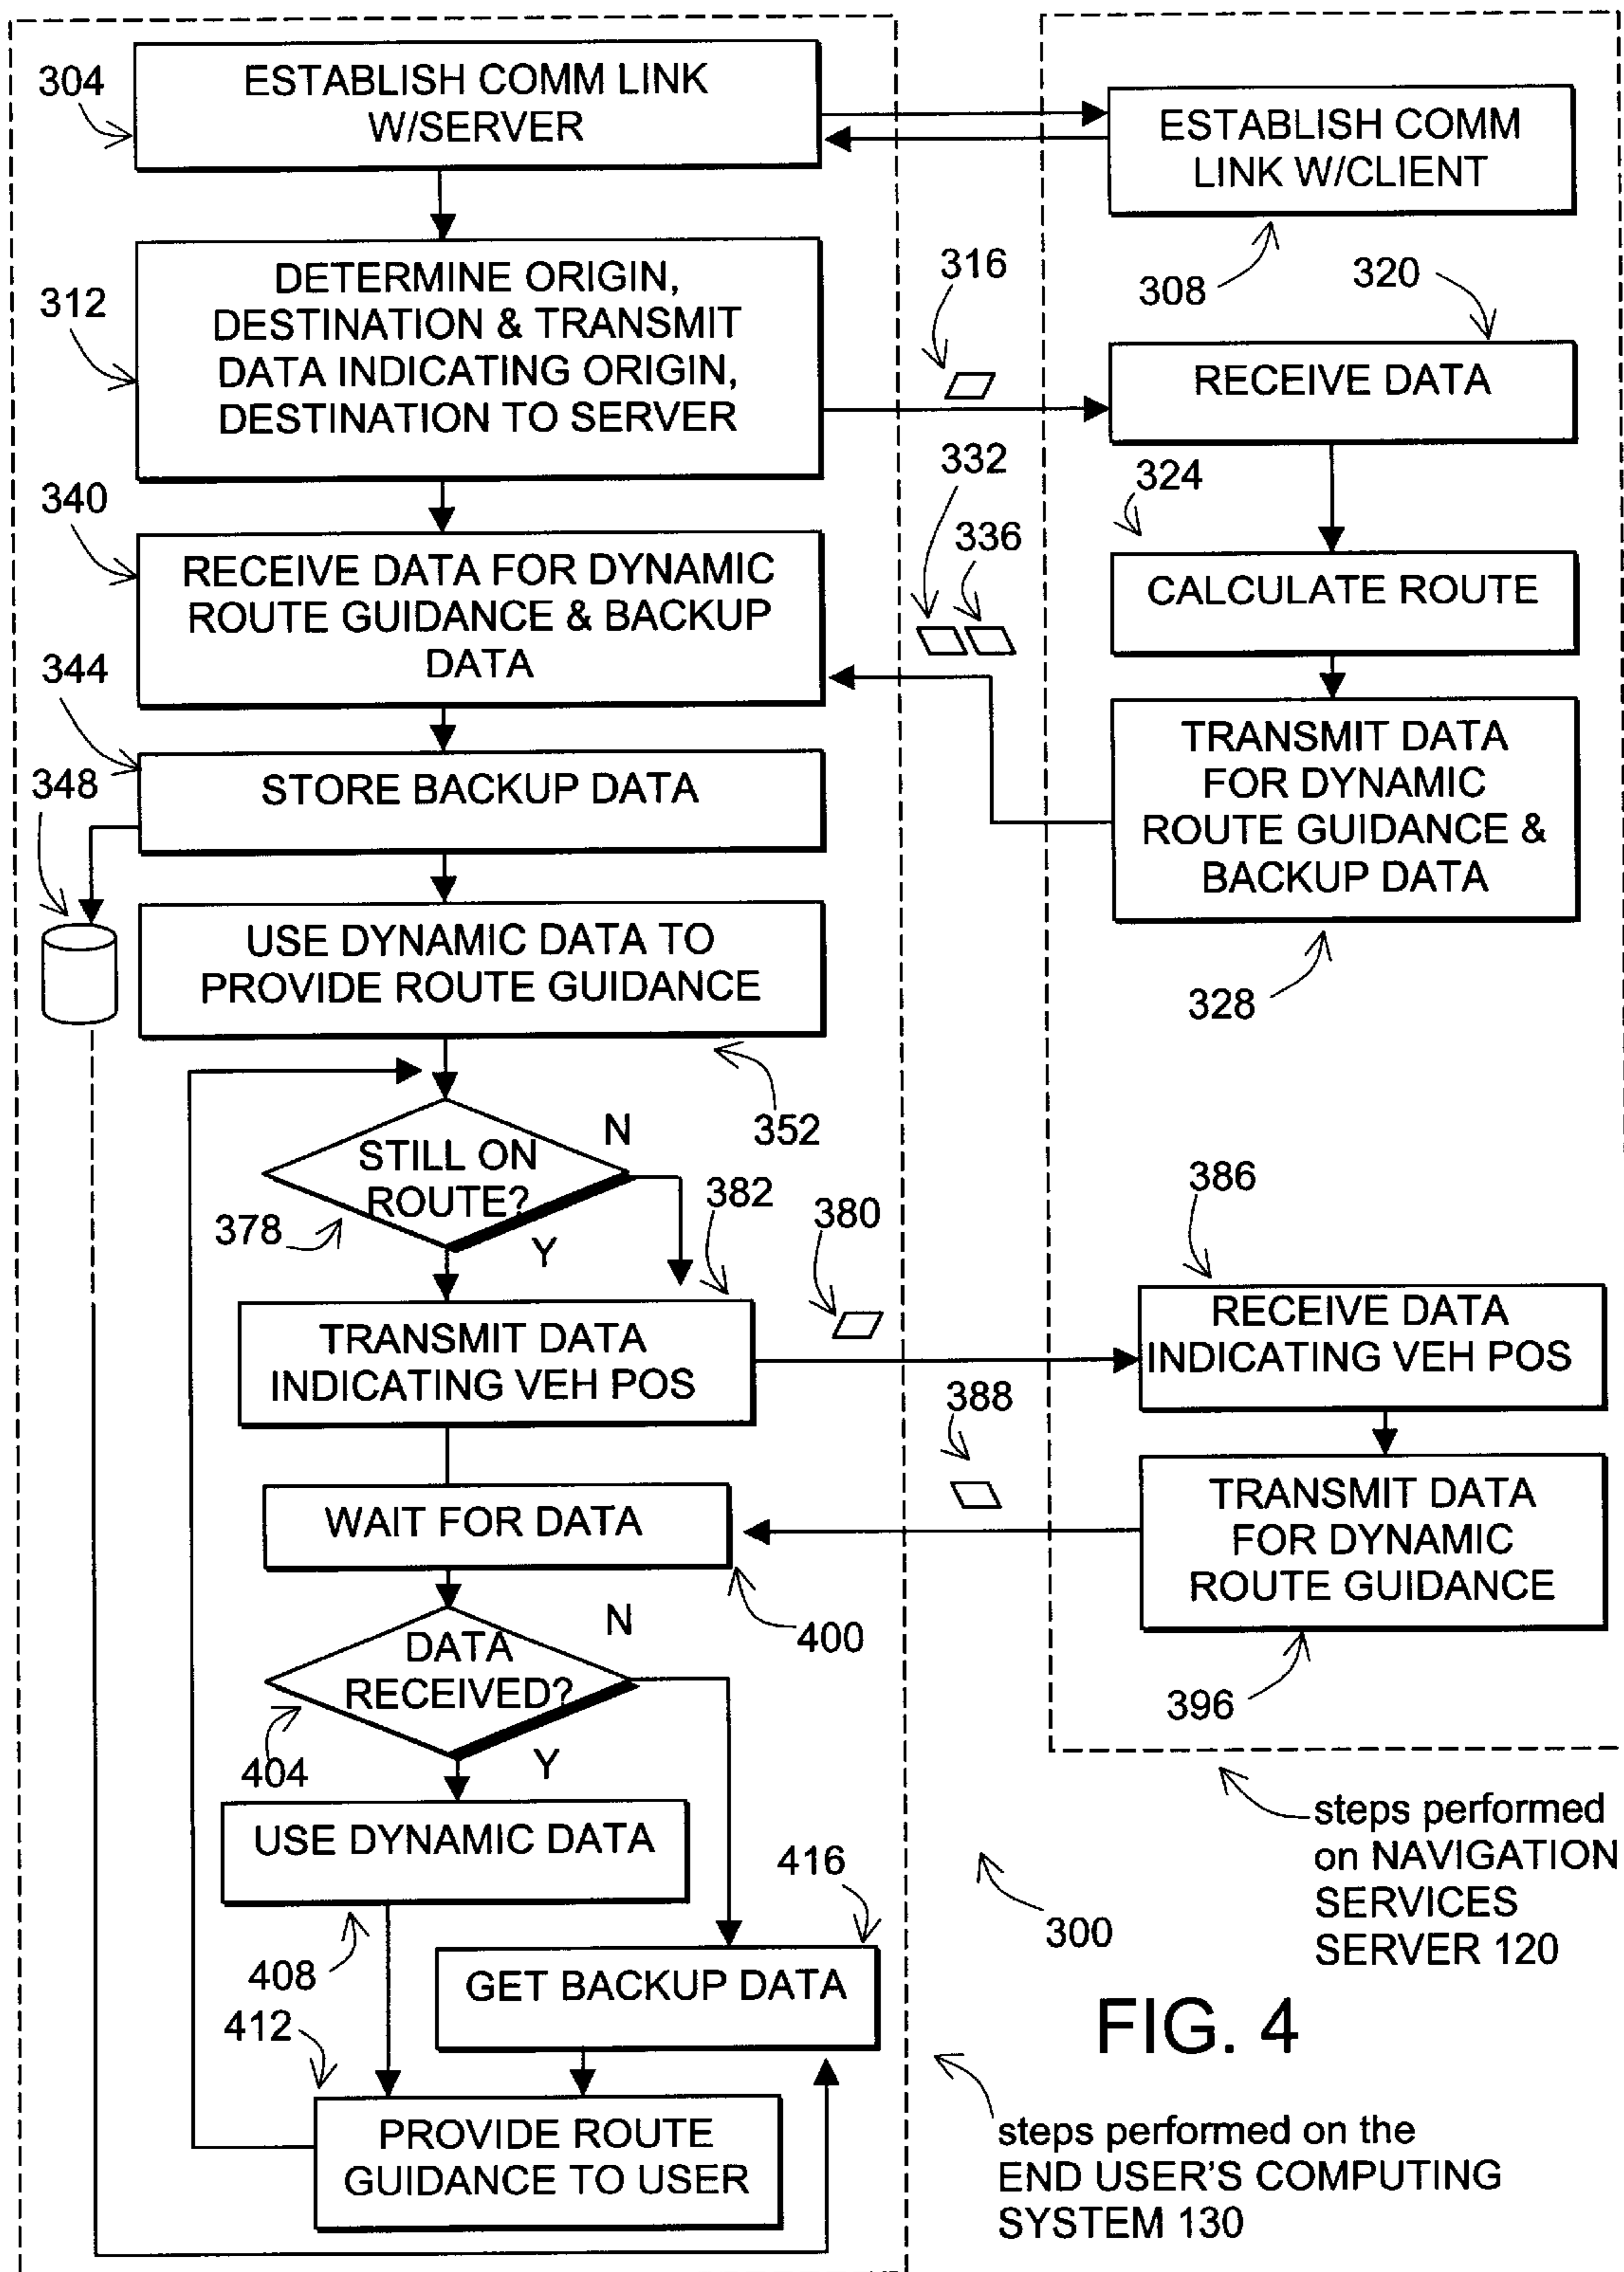 304
ESTABLISH COMM LINK
W/SERVER
ESTABLISH COMM
LINK W/CLIENT
308
312
DETERMINE ORIGIN,
DESTINATION & TRANSMIT
DATA INDICATING ORIGIN,
DESTINATION TO SERVER
316
320
RECEIVE DATA
340
RECEIVE DATA FOR DYNAMIC
ROUTE GUIDANCE & BACKUP
DATA
332
336
324
CALCULATE ROUTE
344
STORE BACKUP DATA
348
TRANSMIT DATA
FOR DYNAMIC
ROUTE GUIDANCE &
BACKUP DATA
328
USE DYNAMIC DATA TO
PROVIDE ROUTE GUIDANCE
352
STILL ON
ROUTE?
N
Y
378
382
380
386
TRANSMIT DATA
INDICATING VEH POS
RECEIVE DATA
INDICATING VEH POS
388
WAIT FOR DATA
400
TRANSMIT DATA
FOR DYNAMIC
ROUTE GUIDANCE
396
DATA
RECEIVED?
N
Y
404
USE DYNAMIC DATA
408
416
GET BACKUP DATA
412
PROVIDE ROUTE
GUIDANCE TO USER
300
steps performed
on NAVIGATION
SERVICES
SERVER 120
FIG. 4
steps performed on the
END USER'S COMPUTING
SYSTEM 130